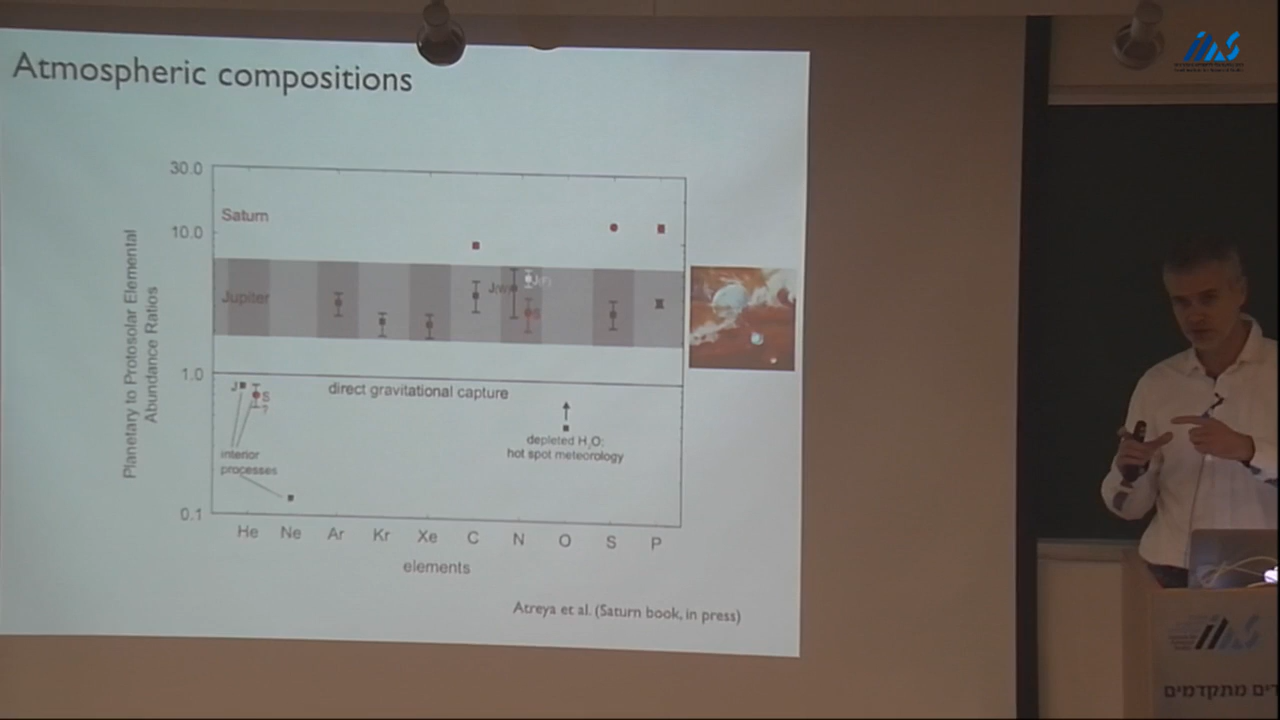 Atmospheric compositions
30.0
10.0
1.0
0.1
Planetary to Protosolar Elemental
Abundance Ratios
Saturn
Jupiter
J
S
?
interior
processes
direct gravitational capture
depleted H2O;
hot spot meteorology
S
He Ne Ar Kr Xe C N O S P
elements
Atreya et al. (Saturn book, in press)
דים מתקדמים